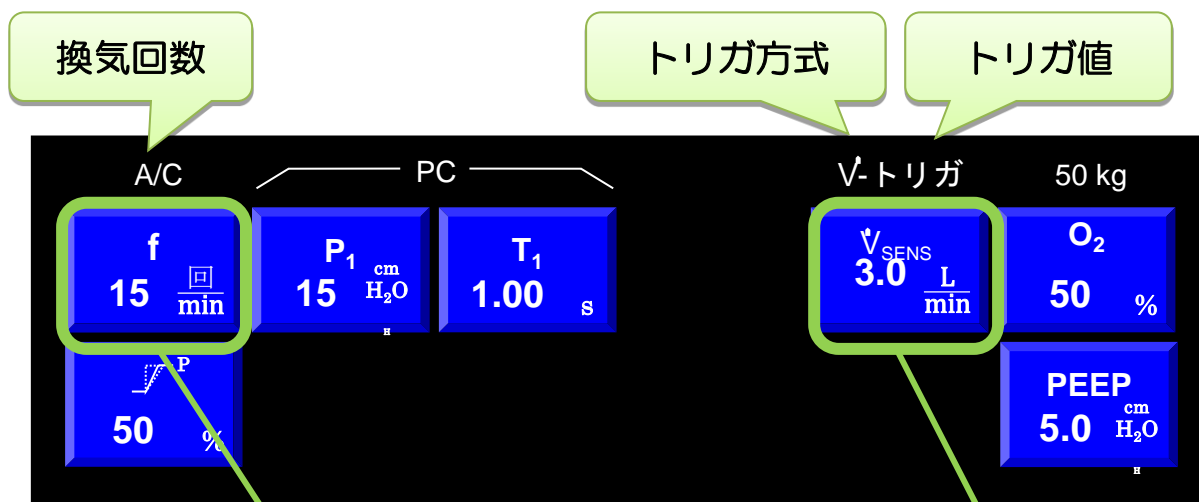 換気回数
トリガ方式
トリガ値
A/C
PC
V̇-トリガ
50 kg
f
15 回/min
P₁
15 cmH₂O
H
T₁
1.00 s
V̇SENS
3.0 L/min
O₂
50 %
P
50 %
PEEP
5.0 cmH₂O
H